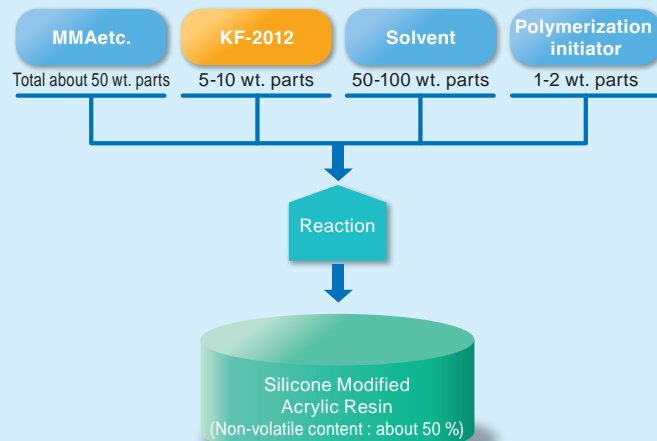 MMAetc.
KF-2012
Solvent
Polymerization
initiator
Total about 50 wt. parts
5-10 wt. parts
50-100 wt. parts
1-2 wt. parts
Reaction
Silicone Modified
Acrylic Resin
(Non-volatile content : about 50 %)